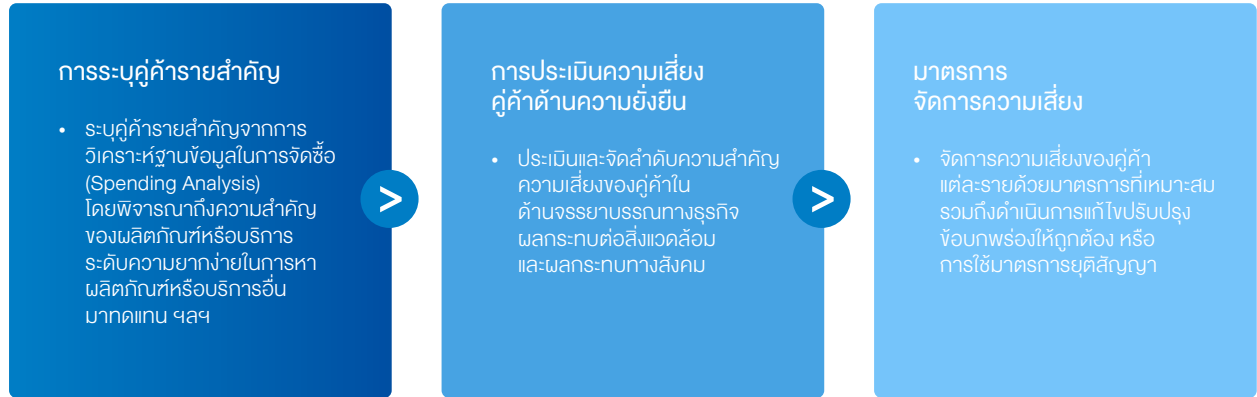 การระบุคู่ค้ารายสำคัญ
• ระบุคู่ค้ารายสำคัญจากการ
วิเคราะห์ฐานข้อมูลในการจัดซื้อ
(Spending Analysis)
โดยพิจารณาถึงความสำคัญ
ของผลิตภัณฑ์หรือบริการ
ระดับความยากง่ายในการหา
ผลิตภัณฑ์หรือบริการอื่น
มาทดแทน ฯลฯ
>
การประเมินความเสี่ยง
คู่ค้าด้านความยั่งยืน
• ประเมินและจัดลำดับความสำคัญ
ความเสี่ยงของคู่ค้าใน
ด้านจรรยาบรรณทางธุรกิจ
ผลกระทบต่อสิ่งแวดล้อม
และผลกระทบทางสังคม
>
มาตรการ
จัดการความเสี่ยง
• จัดการความเสี่ยงของคู่ค้า
แต่ละรายด้วยมาตรการที่เหมาะสม
รวมถึงดำเนินการแก้ไขปรับปรุง
ข้อบกพร่องให้ถูกต้อง หรือ
การใช้มาตรการยุติสัญญา